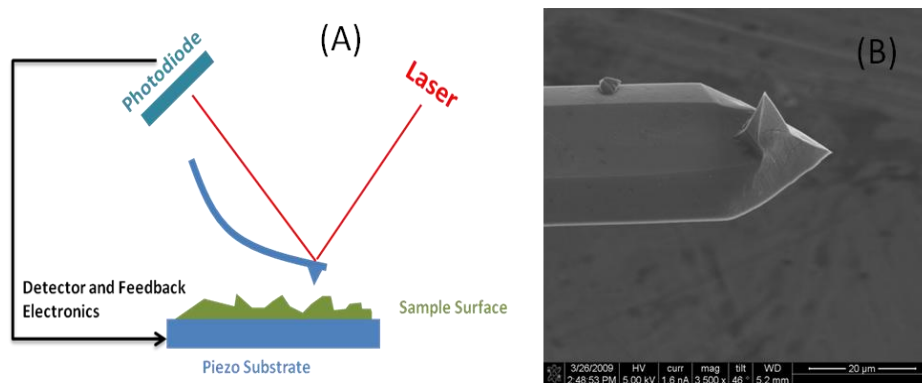 (A)
Photodiode
Laser
Detector and Feedback
Electronics
Sample Surface
Piezo Substrate
(B)
3/26/2009 HV curr mag tilt WD 20 µm
2:48:53 PM 5.00 kV 1.6 nA 3 500 x 46 ° 5.2 mm